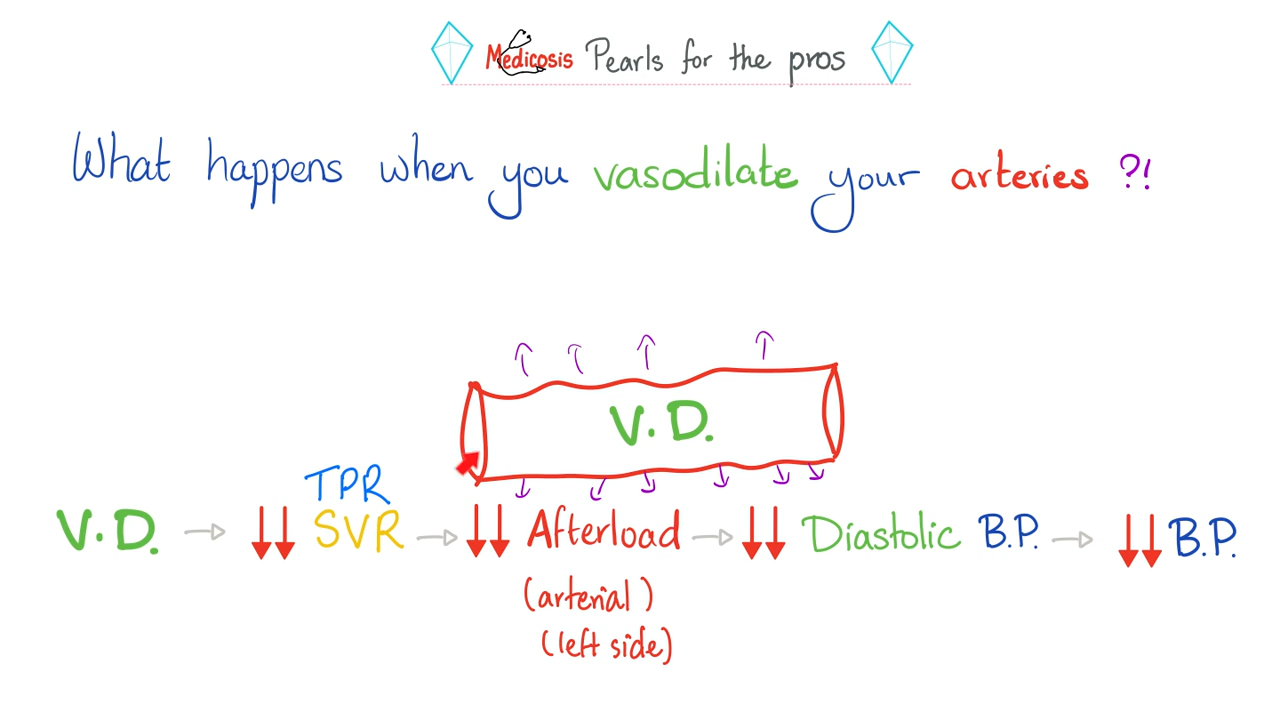 Medicosis Pearls for the pros
What happens when you vasodilate your arteries ?!
V.D.
TPR
V.D. → ↓↓ SVR → ↓↓ Afterload → ↓↓ Diastolic B.P. → ↓↓ B.P.
(arterial)
(left side)